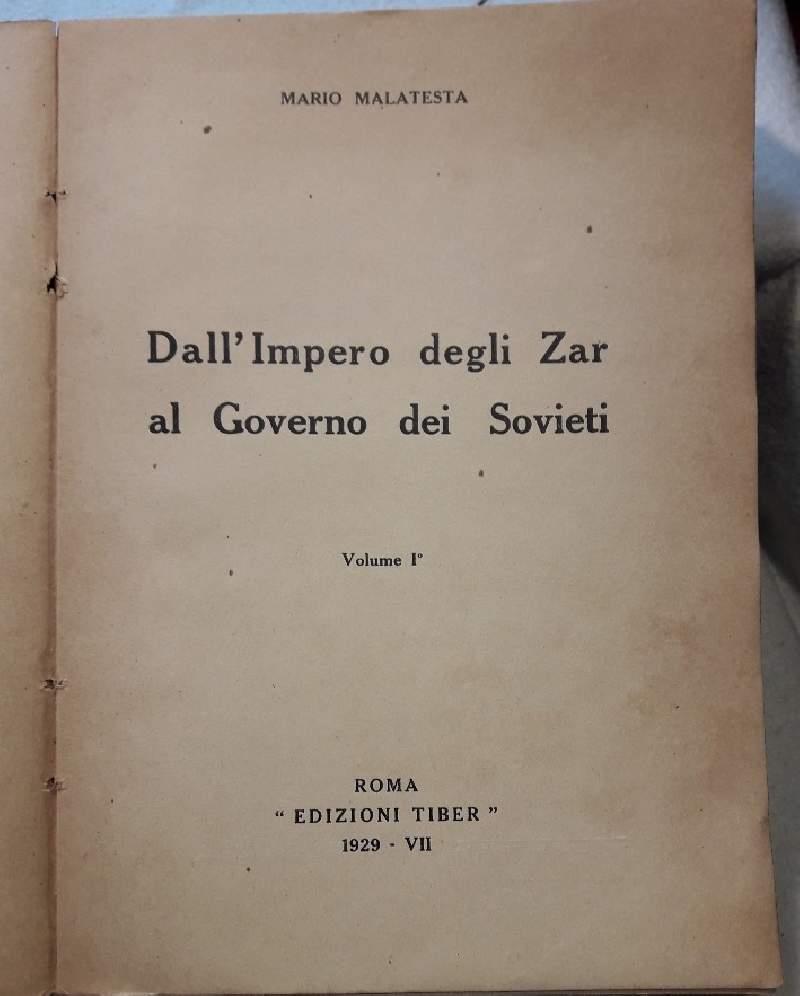 MARIO MALATESTA
Dall'Impero degli Zar
al Governo dei Sovieti
Volume I°
ROMA
“ EDIZIONI TIBER ”
1929 - VII